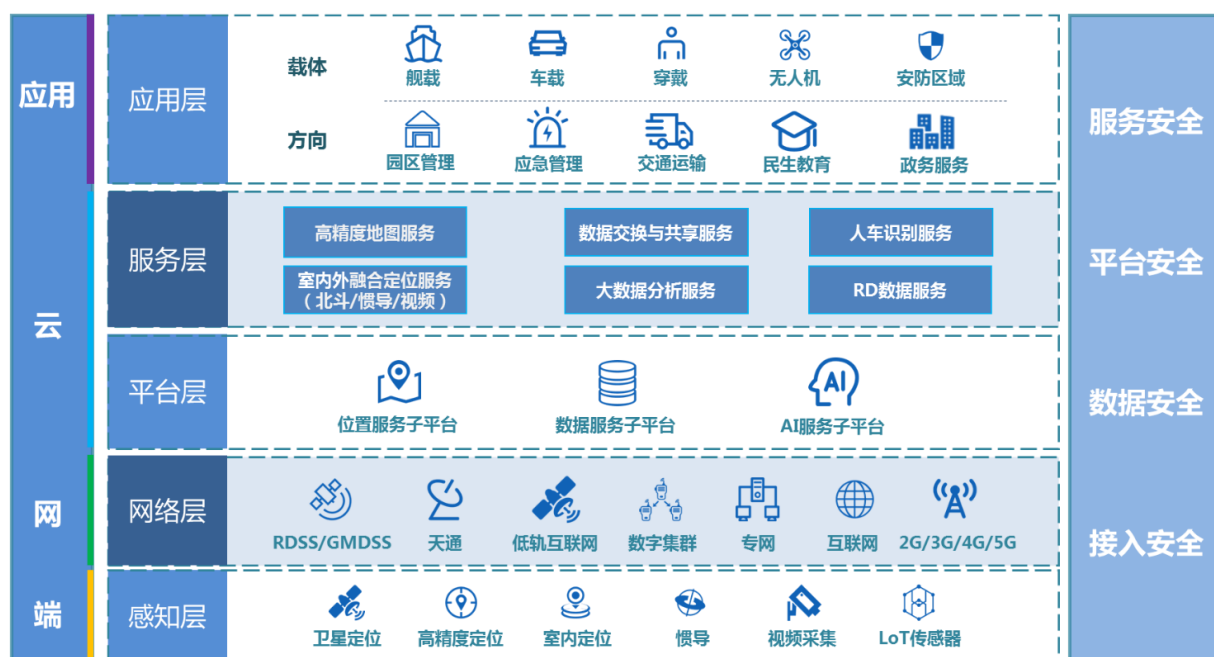 应用
云
网
端
应用层
载体
舰载
车载
穿戴
无人机
安防区域
方向
园区管理
应急管理
交通运输
民生教育
政务服务
服务层
高精度地图服务
数据交换与共享服务
人车识别服务
室内外融合定位服务
（北斗/惯导/视频）
大数据分析服务
RD数据服务
平台层
位置服务子平台
数据服务子平台
AI
AI服务子平台
网络层
RDSS/GMDSS
天通
低轨互联网
数字集群
专网
互联网
2G/3G/4G/5G
感知层
卫星定位
高精度定位
室内定位
惯导
视频采集
LoT传感器
服务安全
平台安全
数据安全
接入安全